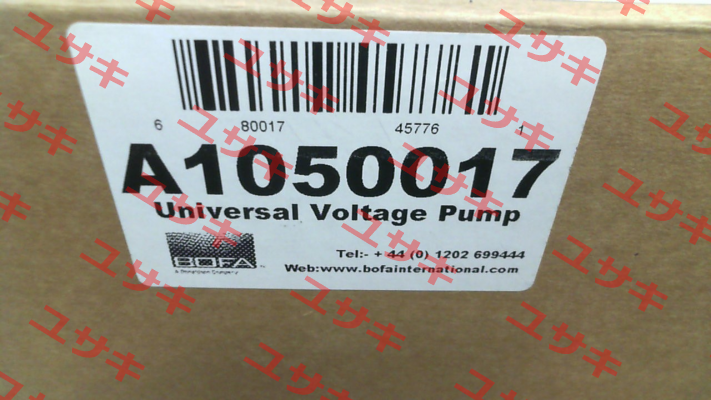 6 80017 45776 1
A1050017
Universal Voltage Pump
BOFA
Tel:- + 44 (0) 1202 699444
Web:www.bofainternational.com
ユサキ